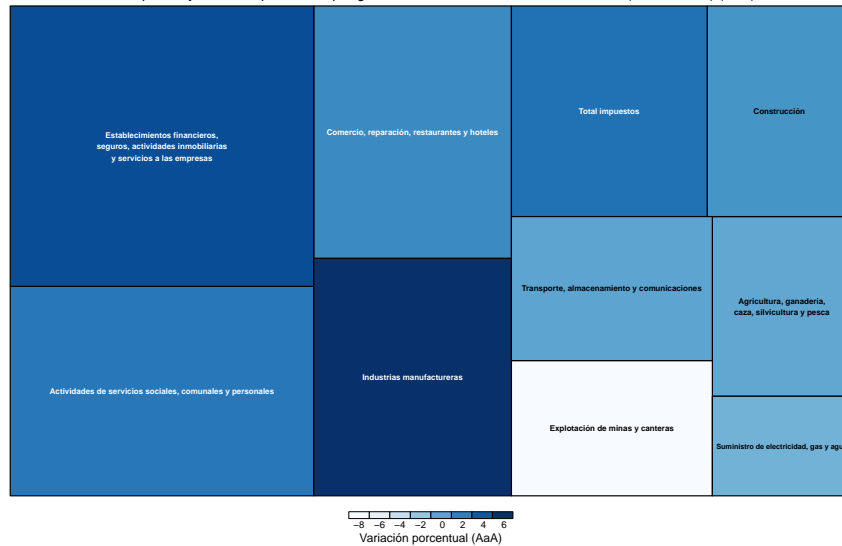 Establecimientos financieros,
seguros, actividades inmobiliarias
y servicios a las empresas
Comercio, reparación, restaurantes y hoteles
Total impuestos
Construcción
Transporte, almacenamiento y comunicaciones
Agricultura, ganadería,
caza, silvicultura y pesca
Actividades de servicios sociales, comunales y personales
Industrias manufactureras
Explotación de minas y canteras
Suministro de electricidad, gas y agu
−8 −6 −4 −2 0 2 4 6
Variación porcentual (AaA)